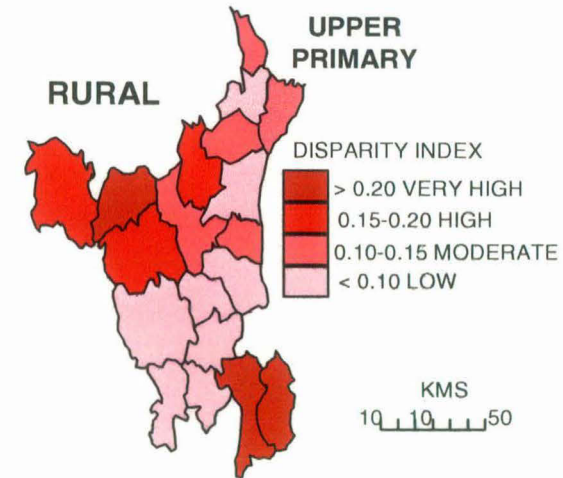 UPPER
PRIMARY
RURAL
DISPARITY INDEX
> 0.20 VERY HIGH
0.15-0.20 HIGH
0.10-0.15 MODERATE
< 0.10 LOW
KMS
10 10 50